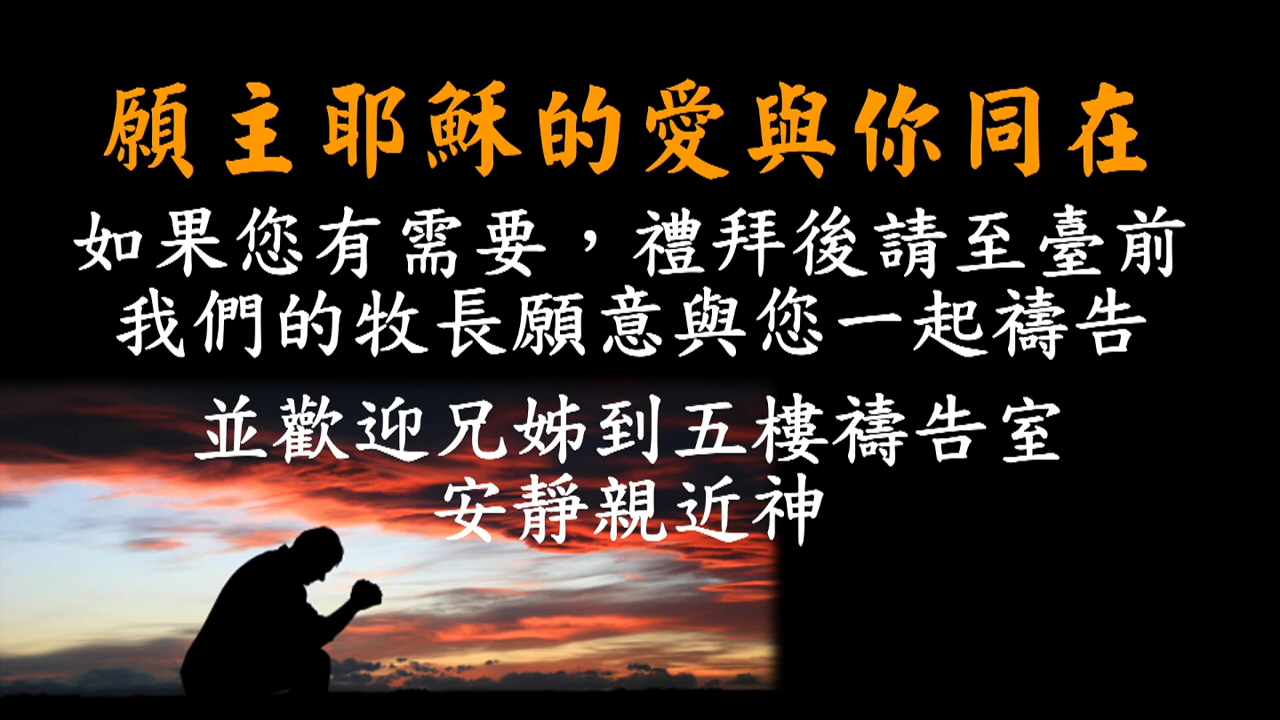 願主耶穌的愛與你同在
如果您有需要，禮拜後請至臺前
我們的牧長願意與您一起禱告
並歡迎兄姊到五樓禱告室
安靜親近神